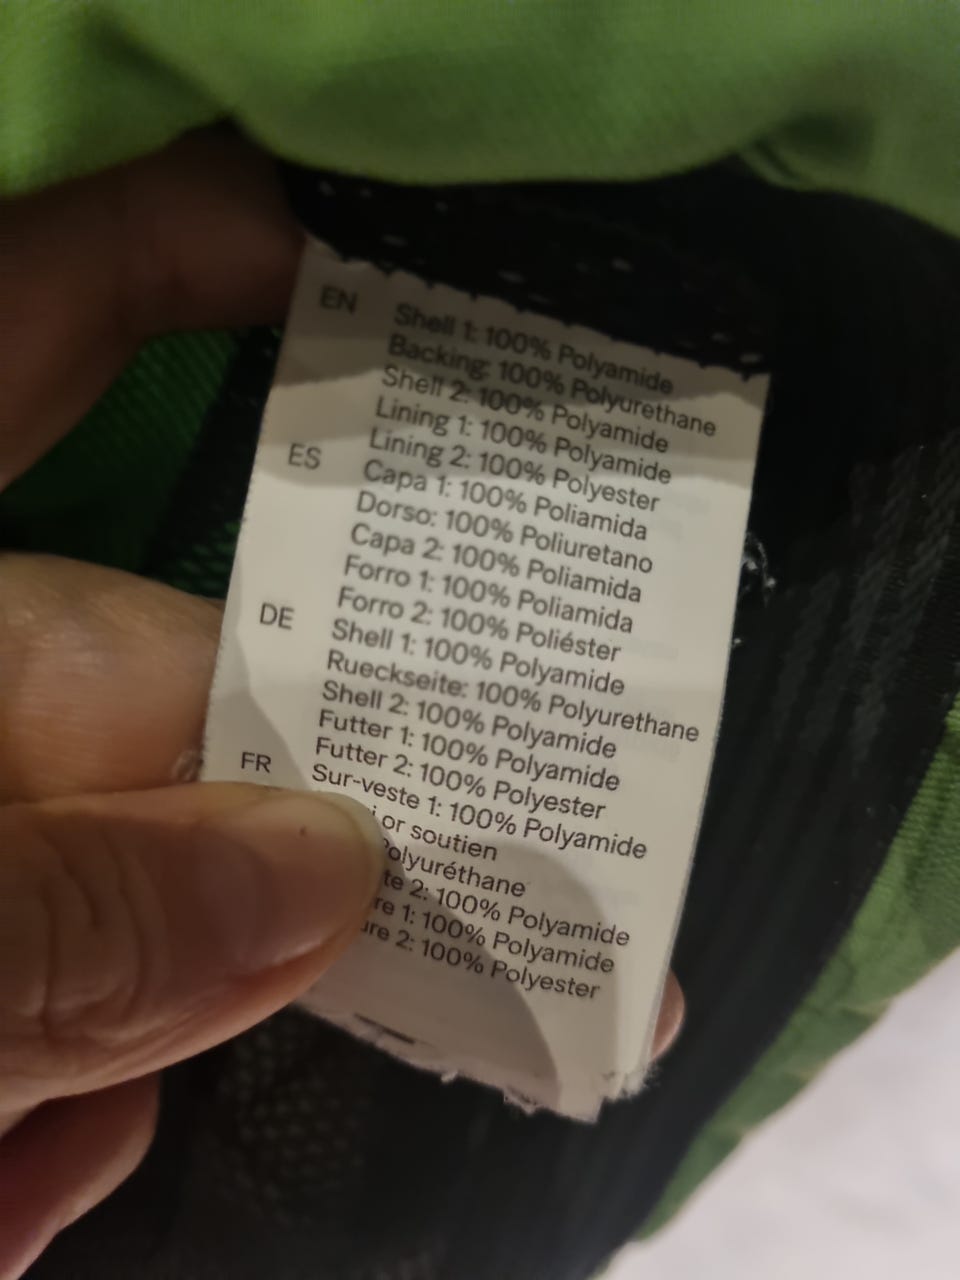 EN Shell 1: 100% Polyamide
Backing: 100% Polyurethane
Shell 2: 100% Polyamide
Lining 1: 100% Polyamide
Lining 2: 100% Polyester
ES Capa 1: 100% Poliamida
Dorso: 100% Poliuretano
Capa 2: 100% Poliamida
Forro 1: 100% Poliamida
Forro 2: 100% Poliéster
DE Shell 1: 100% Polyamide
Rueckseite: 100% Polyurethane
Shell 2: 100% Polyamide
Futter 1: 100% Polyamide
Futter 2: 100% Polyester
FR Sur-veste 1: 100% Polyamide
or soutien
Polyuréthane
2: 100% Polyamide
1: 100% Polyamide
2: 100% Polyester